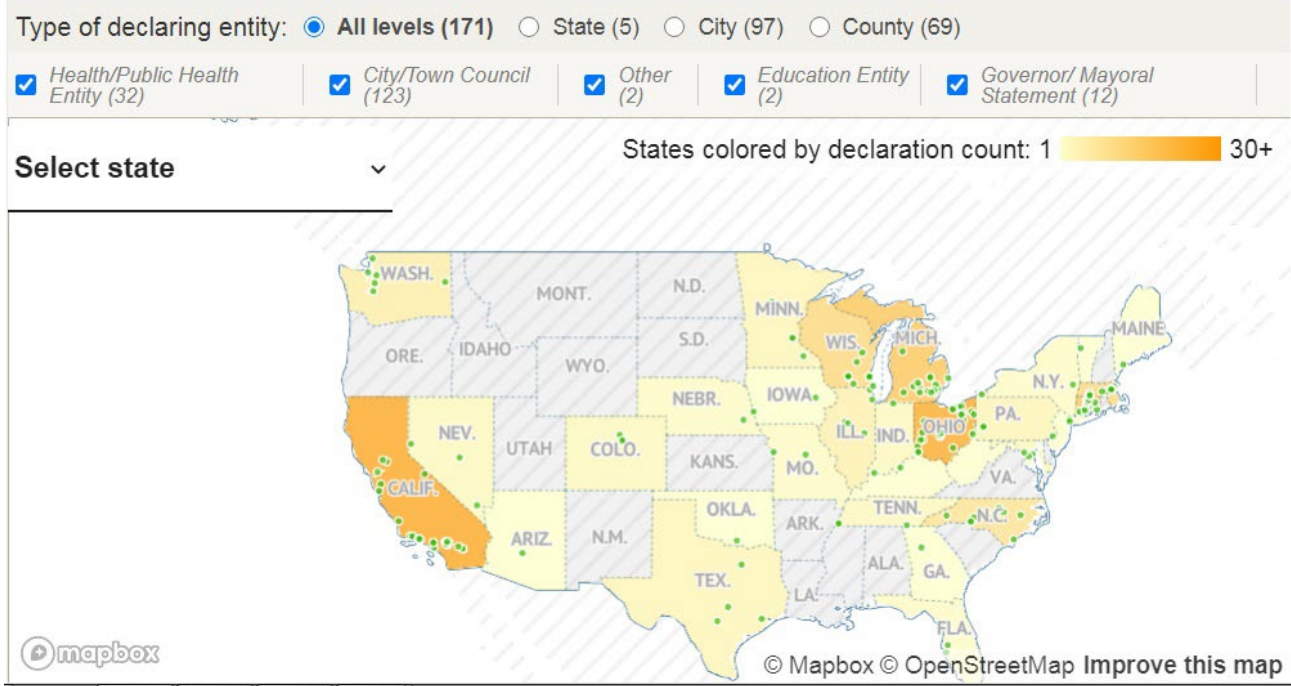 Type of declaring entity: All levels (171) State (5) City (97) County (69)
Health/Public Health
Entity (32)
City/Town Council
(123)
Other
(2)
Education Entity
(2)
Governor/ Mayoral
Statement (12)
Select state
States colored by declaration count: 1 30+
WASH.
MONT.
N.D.
MINN.
MAINE
ORE.
IDAHO
S.D.
WIS.
MICH.
WYO.
N.Y.
NEBR.
IOWA
PA.
NEV.
UTAH
COLO.
ILL.
IND.
OHIO
KANS.
MO.
VA.
CALIF.
OKLA.
TENN.
N.C.
ARIZ.
N.M.
ARK.
TEX.
ALA.
GA.
LA.
FLA.
mapbox
© Mapbox © OpenStreetMap Improve this map